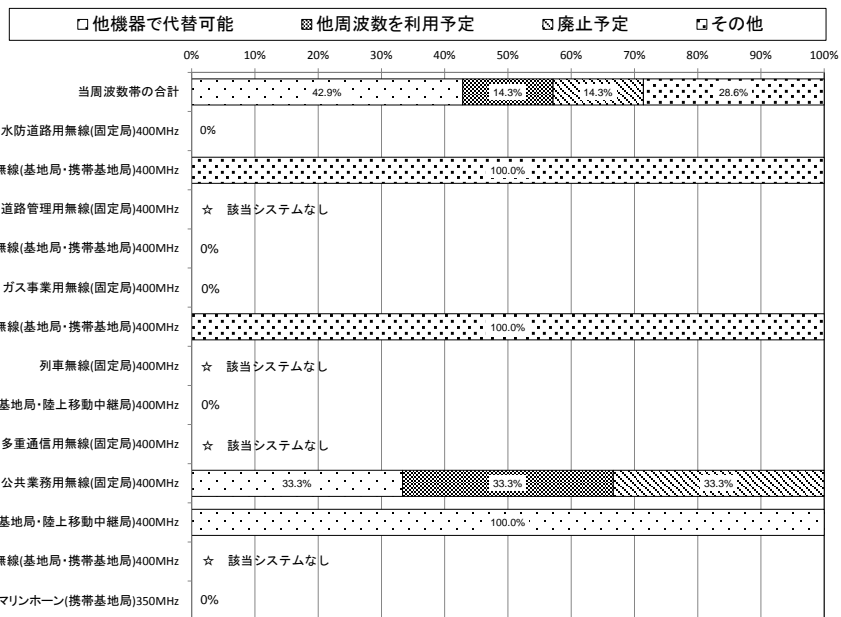 他機器で代替可能 他周波数を利用予定 廃止予定 その他
0% 10% 20% 30% 40% 50% 60% 70% 80% 90% 100%
当周波数帯の合計 42.9% 14.3% 14.3% 28.6%
水防道路用無線(固定局)400MHz 0%
無線(基地局・携帯基地局)400MHz 100.0%
道路管理用無線(固定局)400MHz ☆ 該当システムなし
無線(基地局・携帯基地局)400MHz 0%
ガス事業用無線(固定局)400MHz 0%
無線(基地局・携帯基地局)400MHz 100.0%
列車無線(固定局)400MHz ☆ 該当システムなし
基地局・陸上移動中継局)400MHz 0%
多重通信用無線(固定局)400MHz ☆ 該当システムなし
公共業務用無線(固定局)400MHz 33.3% 33.3% 33.3%
基地局・陸上移動中継局)400MHz 100.0%
無線(基地局・携帯基地局)400MHz ☆ 該当システムなし
マリンホーン(携帯基地局)350MHz 0%